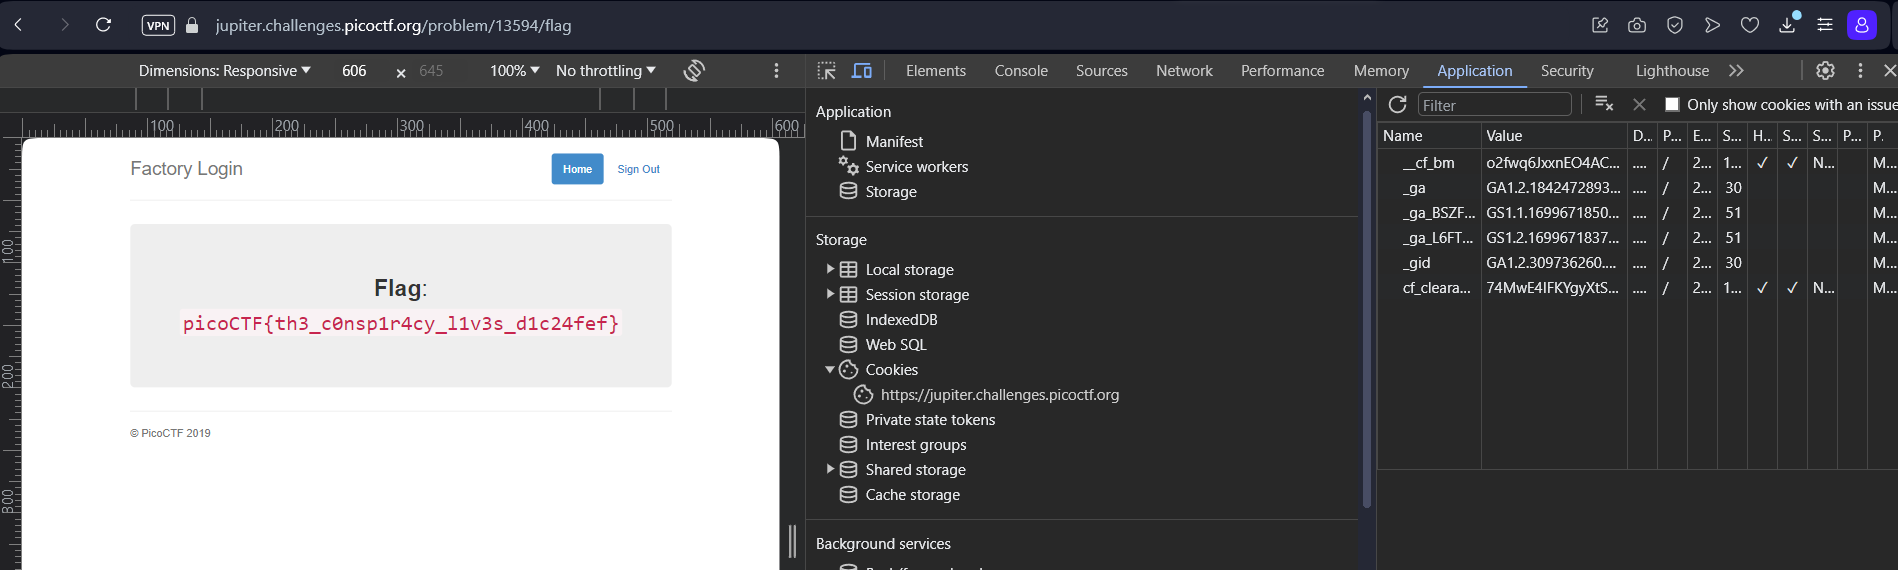 VPN jupiter.challenges.picoctf.org/problem/13594/flag
Dimensions: Responsive 606 × 645 100% No throttling
Elements Console Sources Network Performance Memory Application Security Lighthouse
100 200 300 400 500 600
100
200
300
Factory Login Home Sign Out
Flag:
picoCTF{th3_c0nsp1r4cy_l1v3s_d1c24fef}
© PicoCTF 2019
Application
Manifest
Service workers
Storage
Storage
Local storage
Session storage
IndexedDB
Web SQL
Cookies
https://jupiter.challenges.picoctf.org
Private state tokens
Interest groups
Shared storage
Cache storage
Background services
Filter Only show cookies with an issue
Name Value D... P... E... S... H... S... S... P... P.
__cf_bm o2fwq6JxxnEO4AC... .... / 2... 1... ✓ ✓ N... M...
_ga GA1.2.1842472893... .... / 2... 30 M...
_ga_BSZF... GS1.1.1699671850... .... / 2... 51 M...
_ga_L6FT... GS1.2.1699671837... .... / 2... 51 M...
_gid GA1.2.309736260.... .... / 2... 30 M...
cf_cleara... 74MwE4lFKYgyXtS... .... / 2... 1... ✓ ✓ N... M...